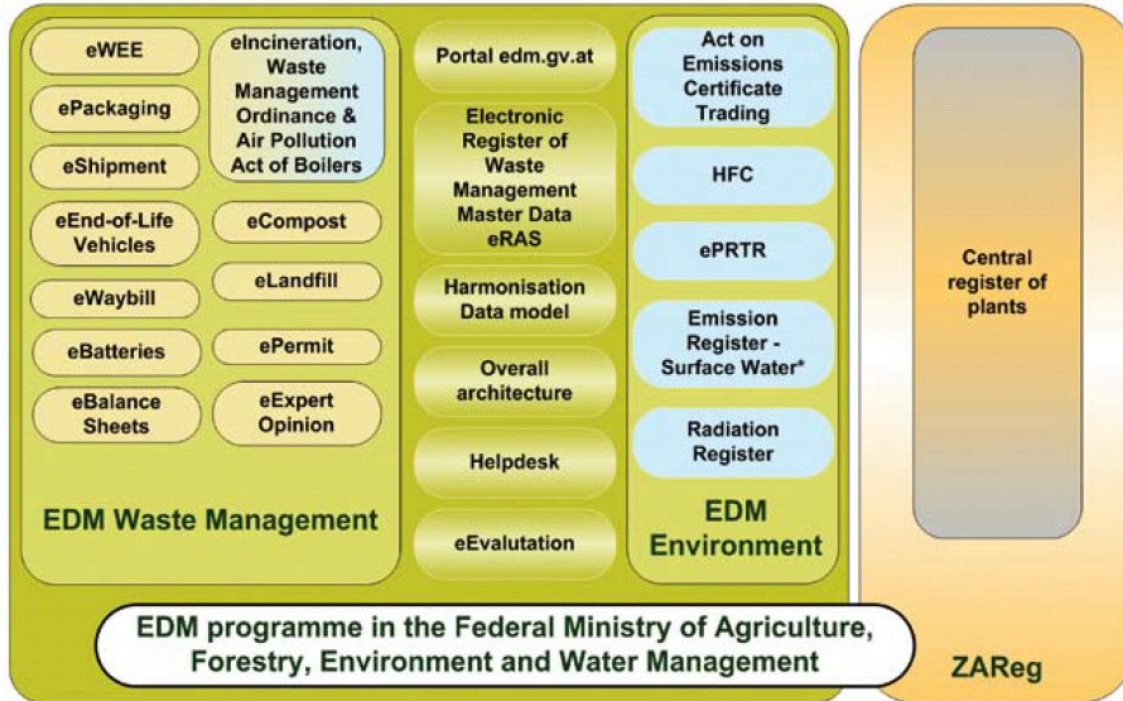 eWEE
ePackaging
eShipment
eEnd-of-Life
Vehicles
eWaybill
eBatteries
eBalance
Sheets
eIncineration,
Waste
Management
Ordinance &
Air Pollution
Act of Boilers
eCompost
eLandfill
ePermit
eExpert
Opinion
EDM Waste Management
Portal edm.gv.at
Electronic
Register of
Waste
Management
Master Data
eRAS
Harmonisation
Data model
Overall
architecture
Helpdesk
eEvalutation
Act on
Emissions
Certificate
Trading
HFC
ePRTR
Emission
Register -
Surface Water*
Radiation
Register
EDM
Environment
EDM programme in the Federal Ministry of Agriculture,
Forestry, Environment and Water Management
Central
register of
plants
ZAReg